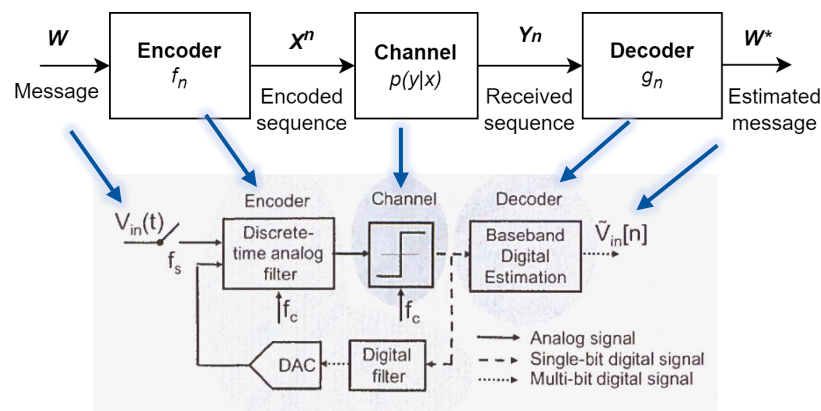 W
Message
Encoder
fn
Xⁿ
Encoded
sequence
Channel
p(y|x)
Yn
Received
sequence
Decoder
gn
W*
Estimated
message
Encoder
Channel
Decoder
Vin(t)
fs
Discrete-
time analog
filter
fc
fc
Baseband
Digital
Estimation
Ṽin[n]
DAC
Digital
filter
Analog signal
Single-bit digital signal
Multi-bit digital signal